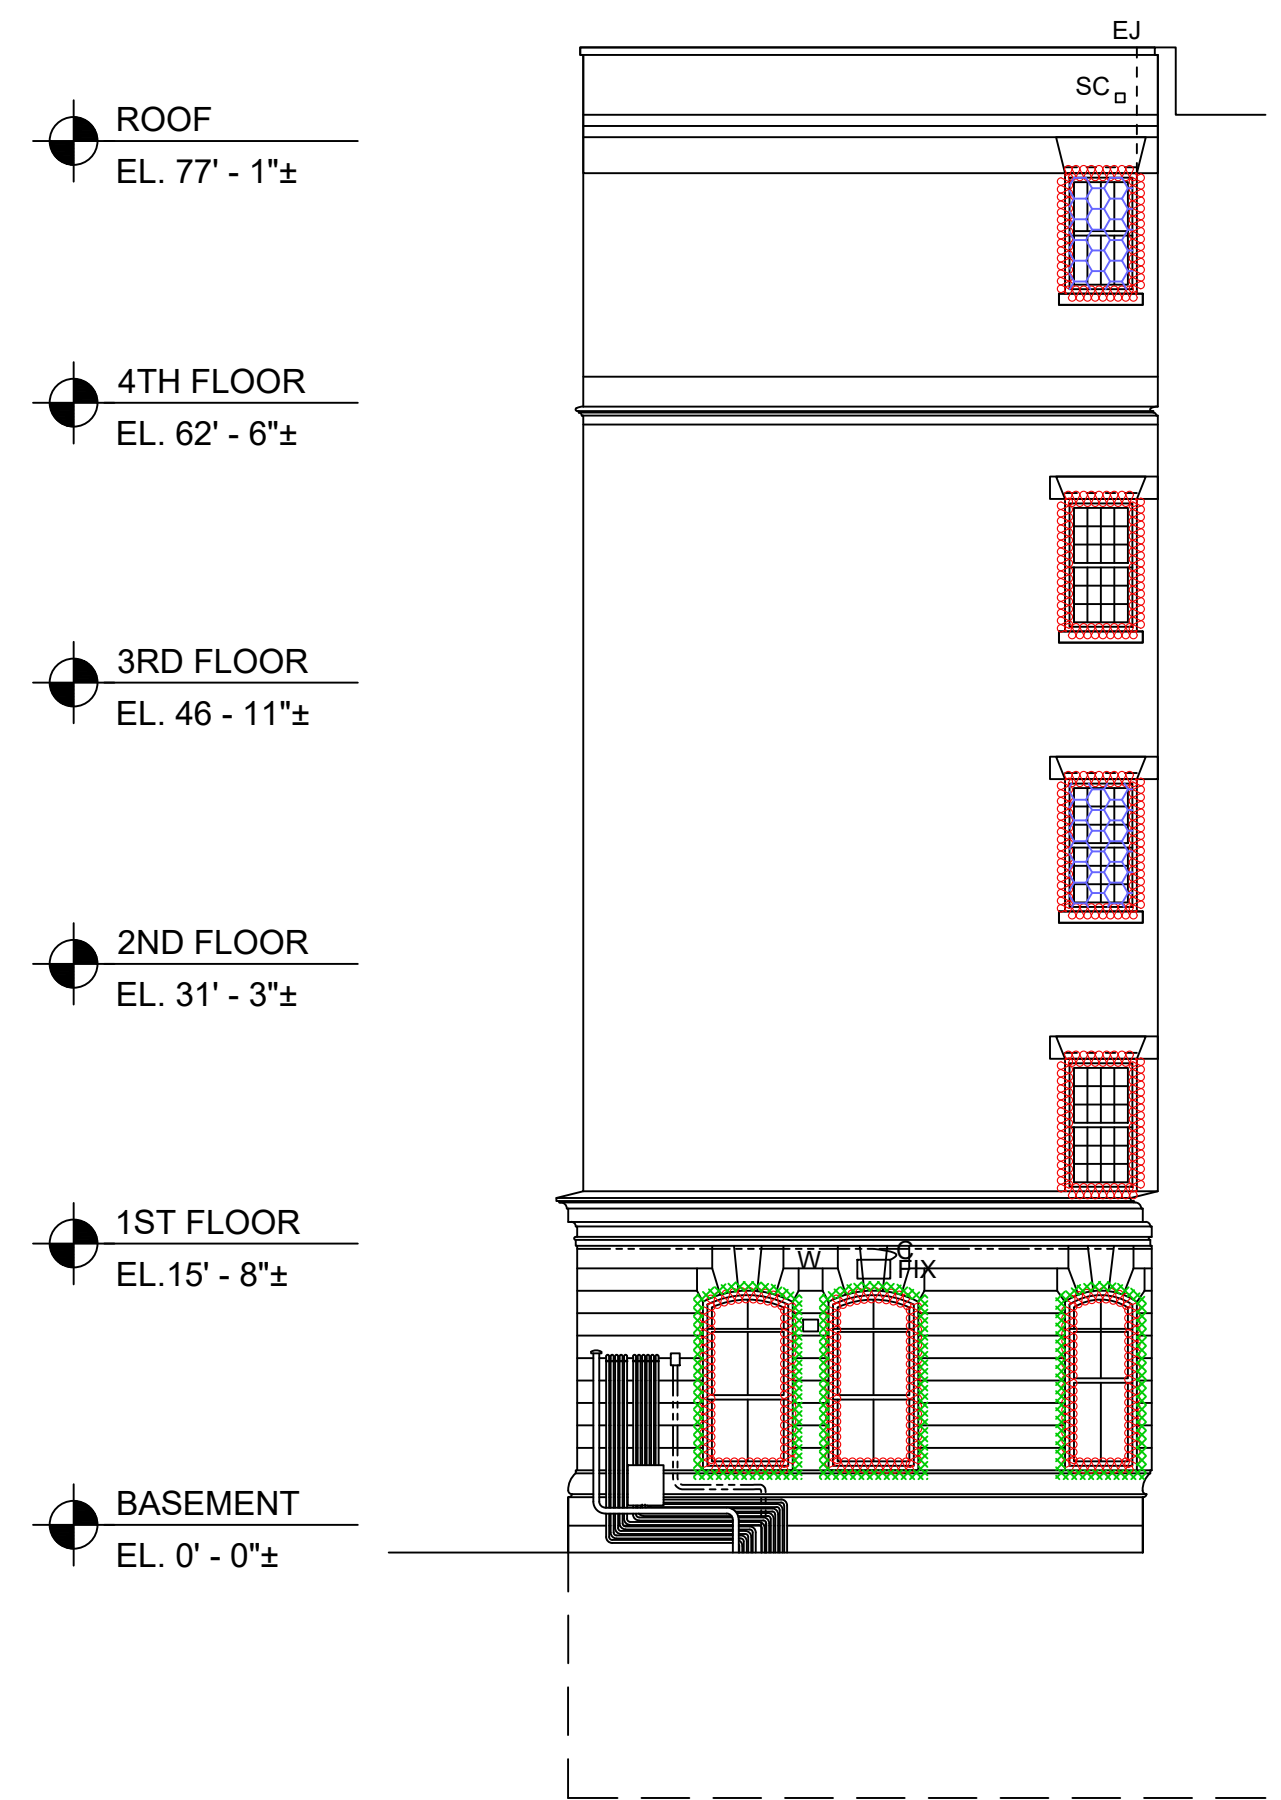 EJ
SC
ROOF
EL. 77' - 1"±
4TH FLOOR
EL. 62' - 6"±
3RD FLOOR
EL. 46 - 11"±
2ND FLOOR
EL. 31' - 3"±
1ST FLOOR
EL.15' - 8"±
W
C
FIX
BASEMENT
EL. 0' - 0"±